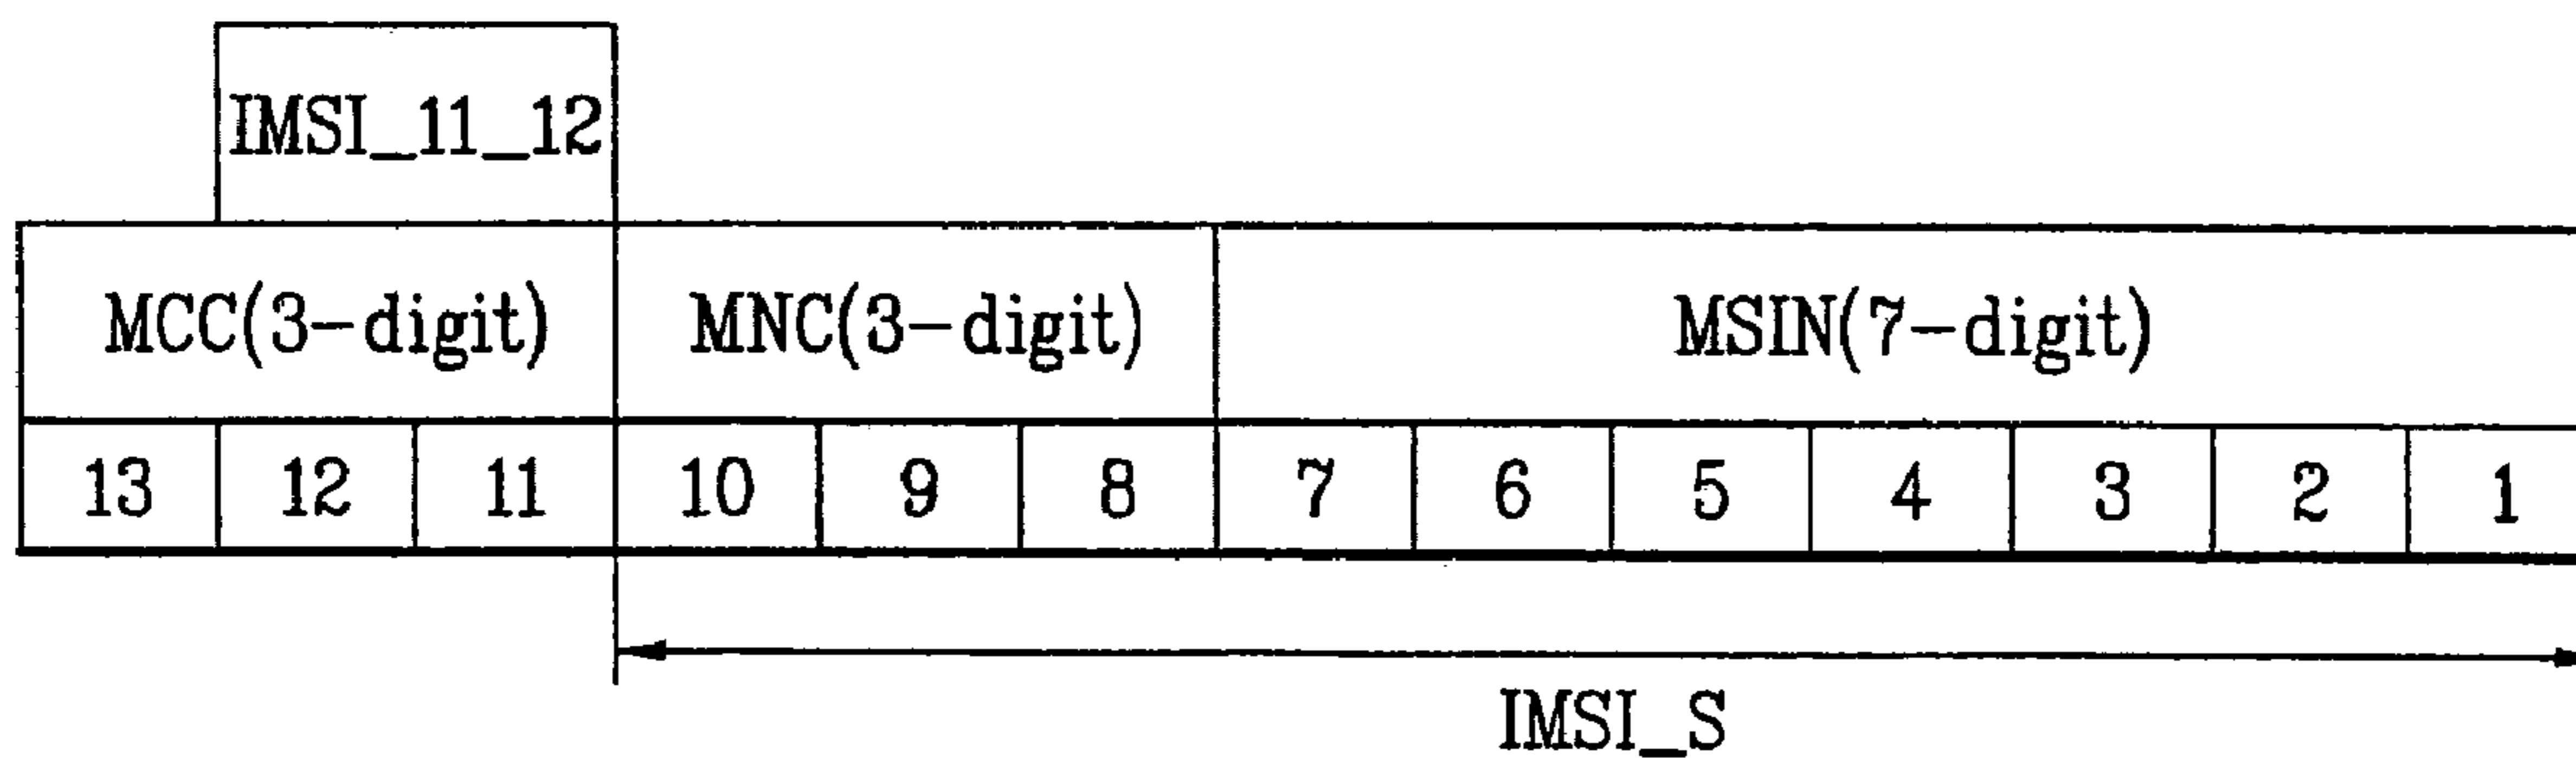 IMSI_11_12
MCC(3-digit) MNC(3-digit) MSIN(7-digit)
13 12 11 10 9 8 7 6 5 4 3 2 1
IMSI_S